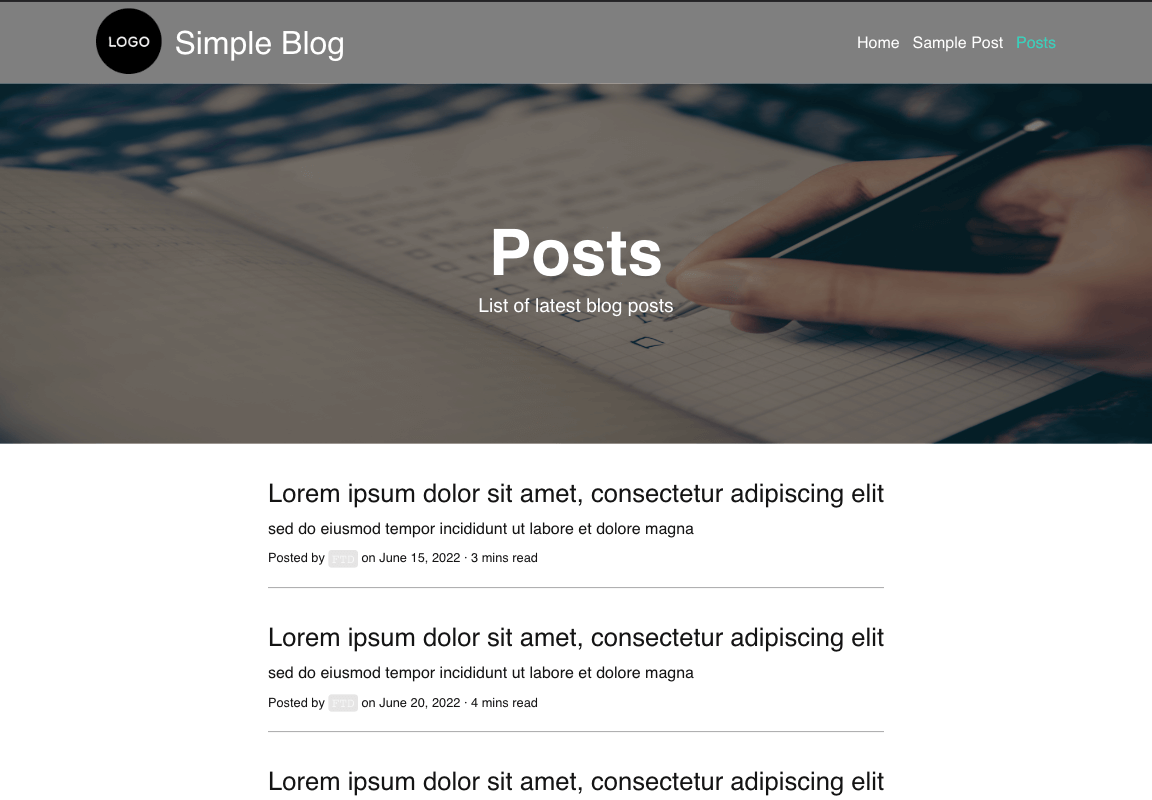 LOGO
Simple Blog
Home Sample Post Posts
Posts
List of latest blog posts
Lorem ipsum dolor sit amet, consectetur adipiscing elit
sed do eiusmod tempor incididunt ut labore et dolore magna
Posted by on June 15, 2022 · 3 mins read
Lorem ipsum dolor sit amet, consectetur adipiscing elit
sed do eiusmod tempor incididunt ut labore et dolore magna
Posted by on June 20, 2022 · 4 mins read
Lorem ipsum dolor sit amet, consectetur adipiscing elit